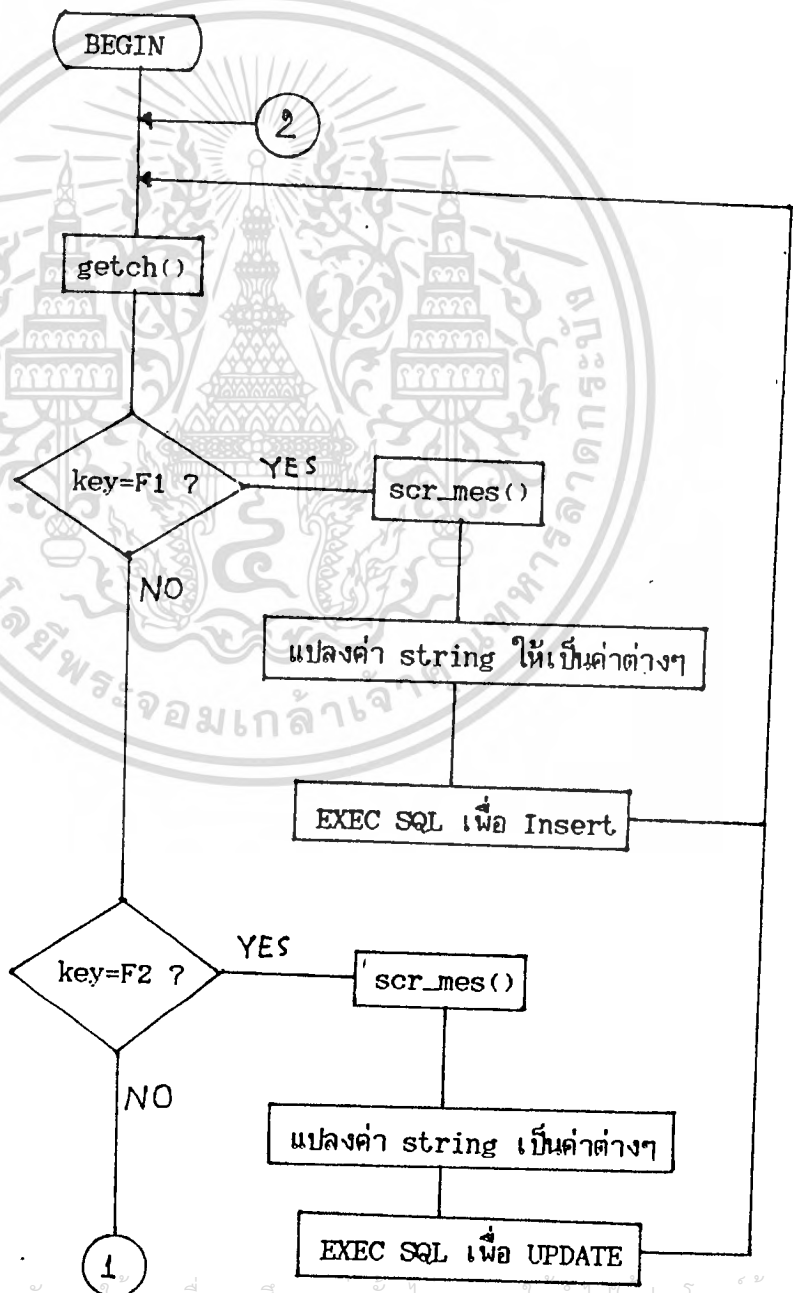 BEGIN
2
getch()
key=F1 ?
YES
scr_mes()
NO
แปลงค่า string ให้เป็นค่าต่างๆ
EXEC SQL เพื่อ Insert
key=F2 ?
YES
scr_mes()
NO
แปลงค่า string เป็นค่าต่างๆ
EXEC SQL เพื่อ UPDATE
1